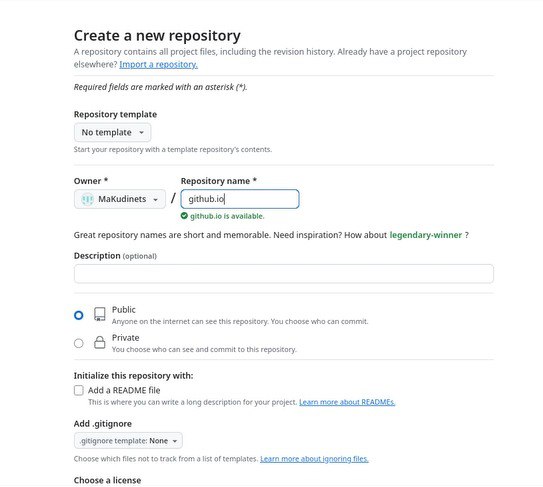 Create a new repository
A repository contains all project files, including the revision history. Already have a project repository
elsewhere? Import a repository.
Required fields are marked with an asterisk (*).
Repository template
No template
Start your repository with a template repository's contents.
Owner * Repository name *
MaKudinets / github.io
github.io is available.
Great repository names are short and memorable. Need inspiration? How about legendary-winner ?
Description (optional)
Public
Anyone on the internet can see this repository. You choose who can commit.
Private
You choose who can see and commit to this repository.
Initialize this repository with:
Add a README file
This is where you can write a long description for your project. Learn more about READMEs.
Add .gitignore
.gitignore template: None
Choose which files not to track from a list of templates. Learn more about ignoring files.
Choose a license